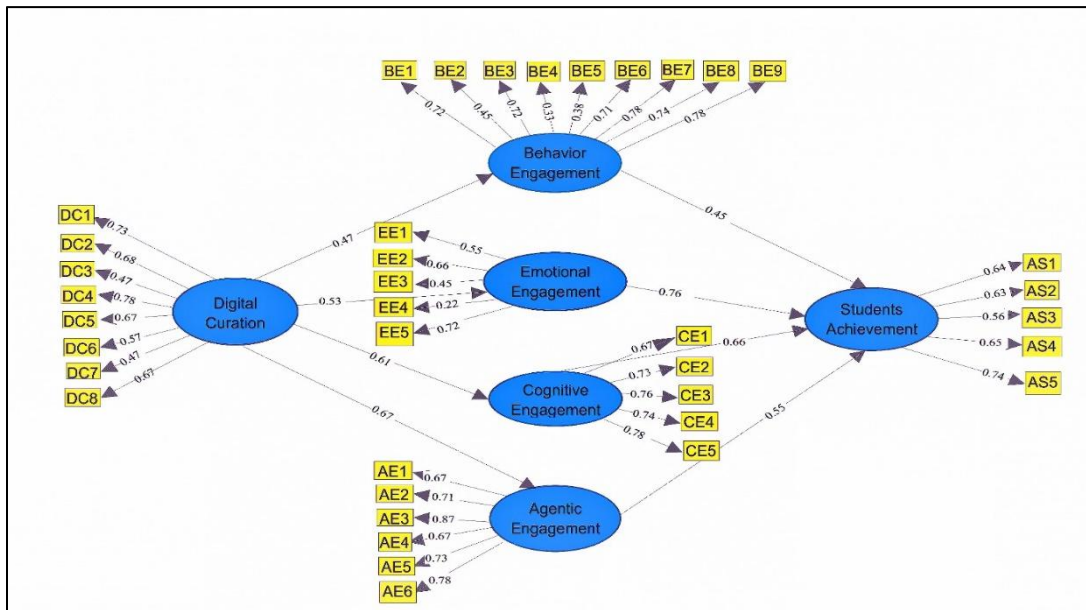 BE1
BE2
BE3
BE4
BE5
BE6
BE7
BE8
BE9
0.72
0.45
0.72
0.33
0.38
0.71
0.78
0.74
0.78
Behavior
Engagement
DC1
DC2
DC3
DC4
DC5
DC6
DC7
DC8
0.73
0.68
0.47
0.78
0.67
0.57
0.47
0.67
Digital
Curation
0.47
0.53
0.61
0.67
EE1
EE2
EE3
EE4
EE5
0.55
0.66
0.45
0.22
0.72
Emotional
Engagement
CE1
CE2
CE3
CE4
CE5
0.67
0.73
0.76
0.74
0.78
Cognitive
Engagement
AE1
AE2
AE3
AE4
AE5
AE6
0.67
0.71
0.87
0.67
0.73
0.78
Agentic
Engagement
0.45
0.76
0.66
0.55
Students
Achievement
0.64
0.63
0.56
0.65
0.74
AS1
AS2
AS3
AS4
AS5